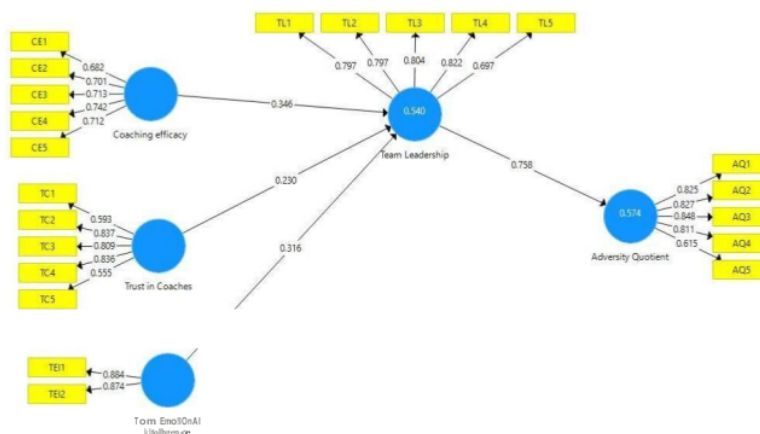 TL1 TL2 TL3 TL4 TL5
0.797 0.797 0.804 0.822 0.697
0.540
Team Leadership
CE1
CE2
CE3
CE4
CE5
0.682
0.701
0.713
0.742
0.712
Coaching efficacy
0.346
TC1
TC2
TC3
TC4
TC5
0.593
0.837
0.809
0.836
0.555
Trust in Coaches
0.230
0.316
0.758
0.574
Adversity Quotient
0.825
0.827
0.848
0.811
0.615
AQ1
AQ2
AQ3
AQ4
AQ5
TEI1
TEI2
0.884
0.874